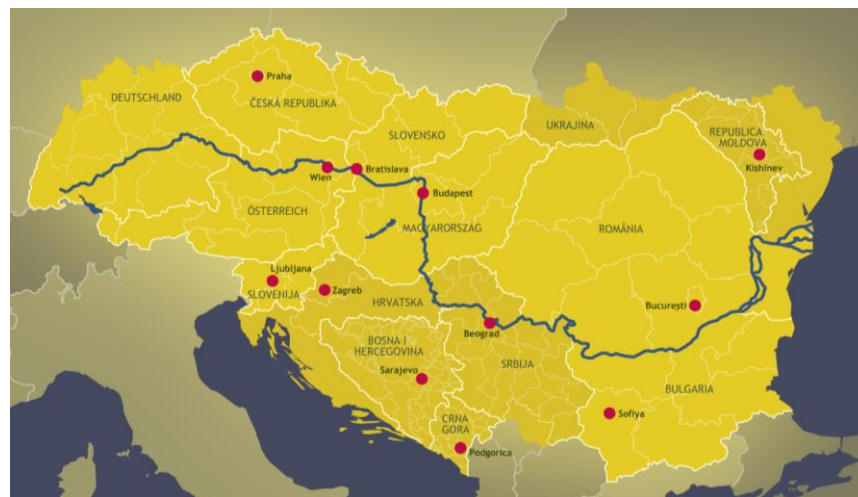 Praha
DEUTSCHLAND
ČESKÁ REPUBLIKA
SLOVENSKO
UKRAJINA
REPUBLICA
MOLDOVA
Kishinev
Wien
Bratislava
Budapest
ÖSTERREICH
MAGYARORSZÁG
ROMÂNIA
Ljubljana
SLOVENIJA
Zagreb
HRVATSKA
București
Beograd
BOSNA I
HERCEGOVINA
Sarajevo
SRBIJA
BULGARIA
CRNA
GORA
Sofiya
Podgorica